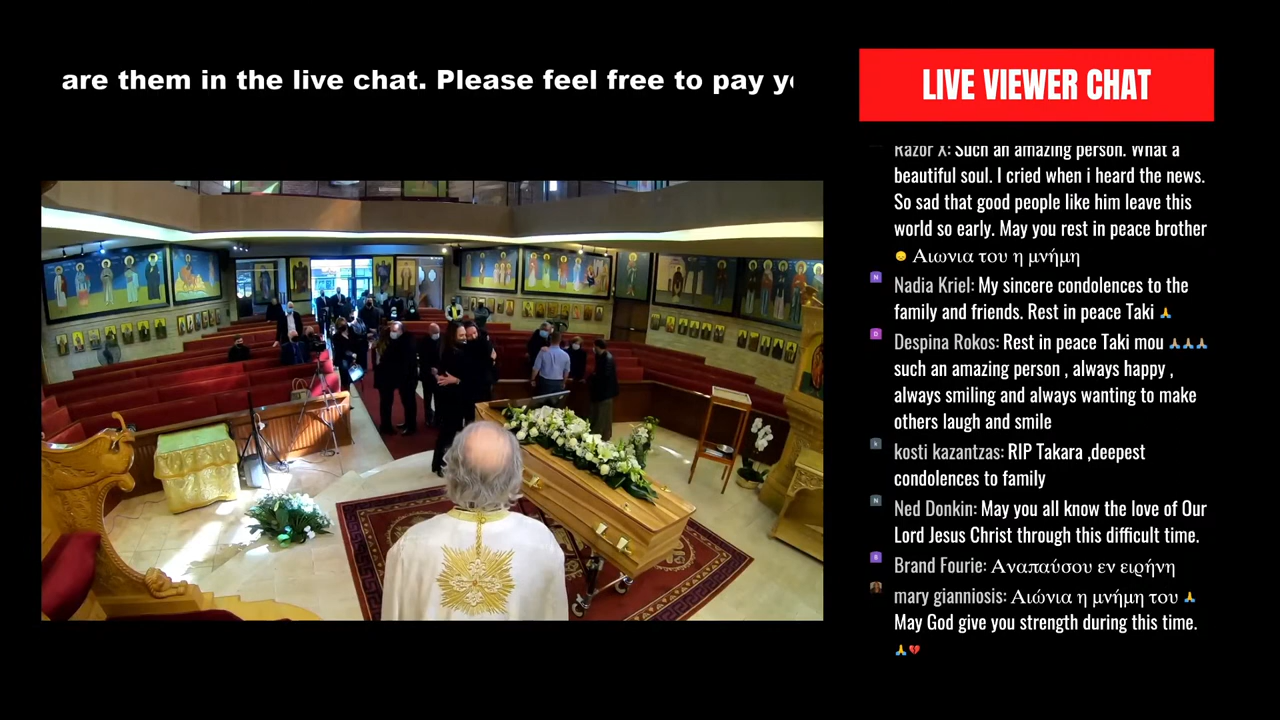 are them in the live chat. Please feel free to pay
LIVE VIEWER CHAT
Razor X: Such an amazing person. What a
beautiful soul. I cried when i heard the news.
So sad that good people like him leave this
world so early. May you rest in peace brother
😔 Αιωνια του η μνήμη
Nadia Kriel: My sincere condolences to the
family and friends. Rest in peace Taki 🙏
Despina Rokos: Rest in peace Taki mou 🙏🙏🙏
such an amazing person , always happy ,
always smiling and always wanting to make
others laugh and smile
kosti kazantzas: RIP Takara ,deepest
condolences to family
Ned Donkin: May you all know the love of Our
Lord Jesus Christ through this difficult time.
Brand Fourie: Αναπαύσου εν ειρήνη
mary gianniosis: Αιώνια η μνήμη του 🙏
May God give you strength during this time.
🙏💔